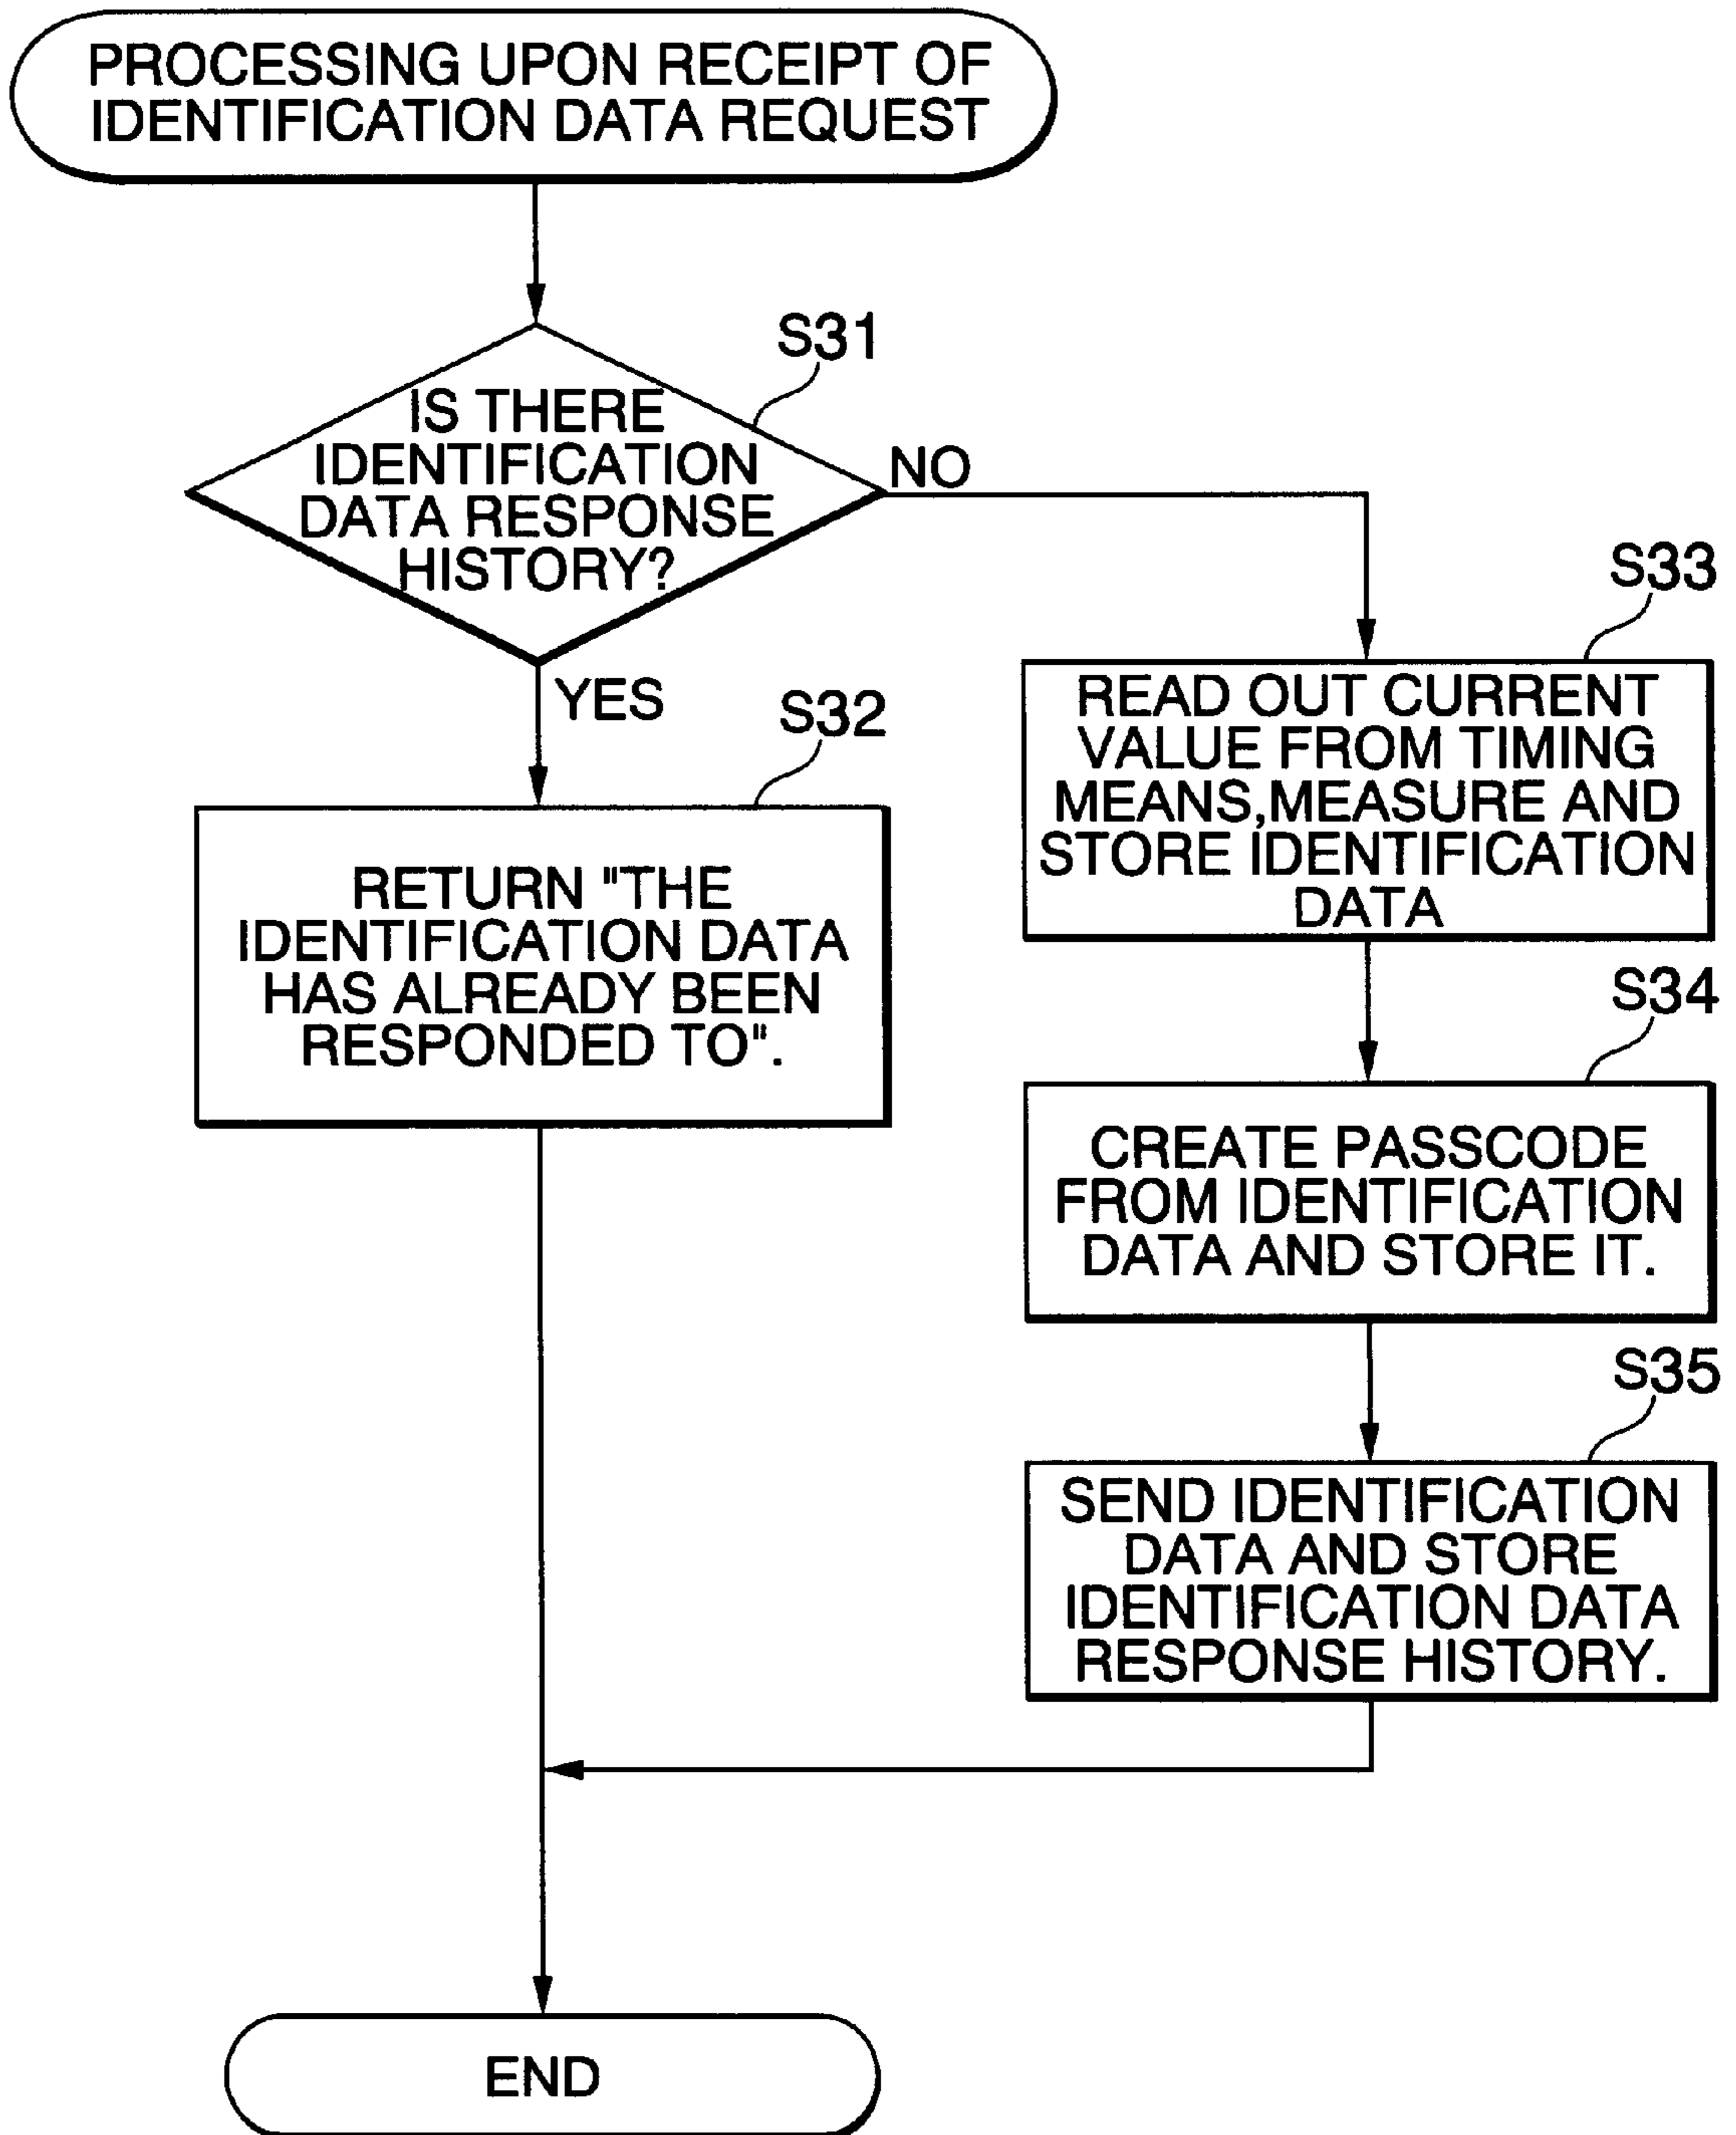 PROCESSING UPON RECEIPT OF
IDENTIFICATION DATA REQUEST
S31
IS THERE
IDENTIFICATION
DATA RESPONSE
HISTORY?
NO
YES
S32
RETURN "THE
IDENTIFICATION DATA
HAS ALREADY BEEN
RESPONDED TO".
S33
READ OUT CURRENT
VALUE FROM TIMING
MEANS,MEASURE AND
STORE IDENTIFICATION
DATA
S34
CREATE PASSCODE
FROM IDENTIFICATION
DATA AND STORE IT.
S35
SEND IDENTIFICATION
DATA AND STORE
IDENTIFICATION DATA
RESPONSE HISTORY.
END